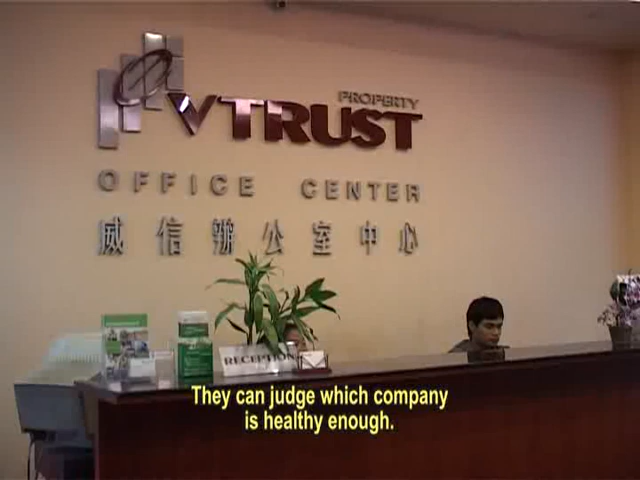 PROPERTY
VTRUST
OFFICE CENTER
威信辦公室中心
RECEPTION
They can judge which company
is healthy enough.